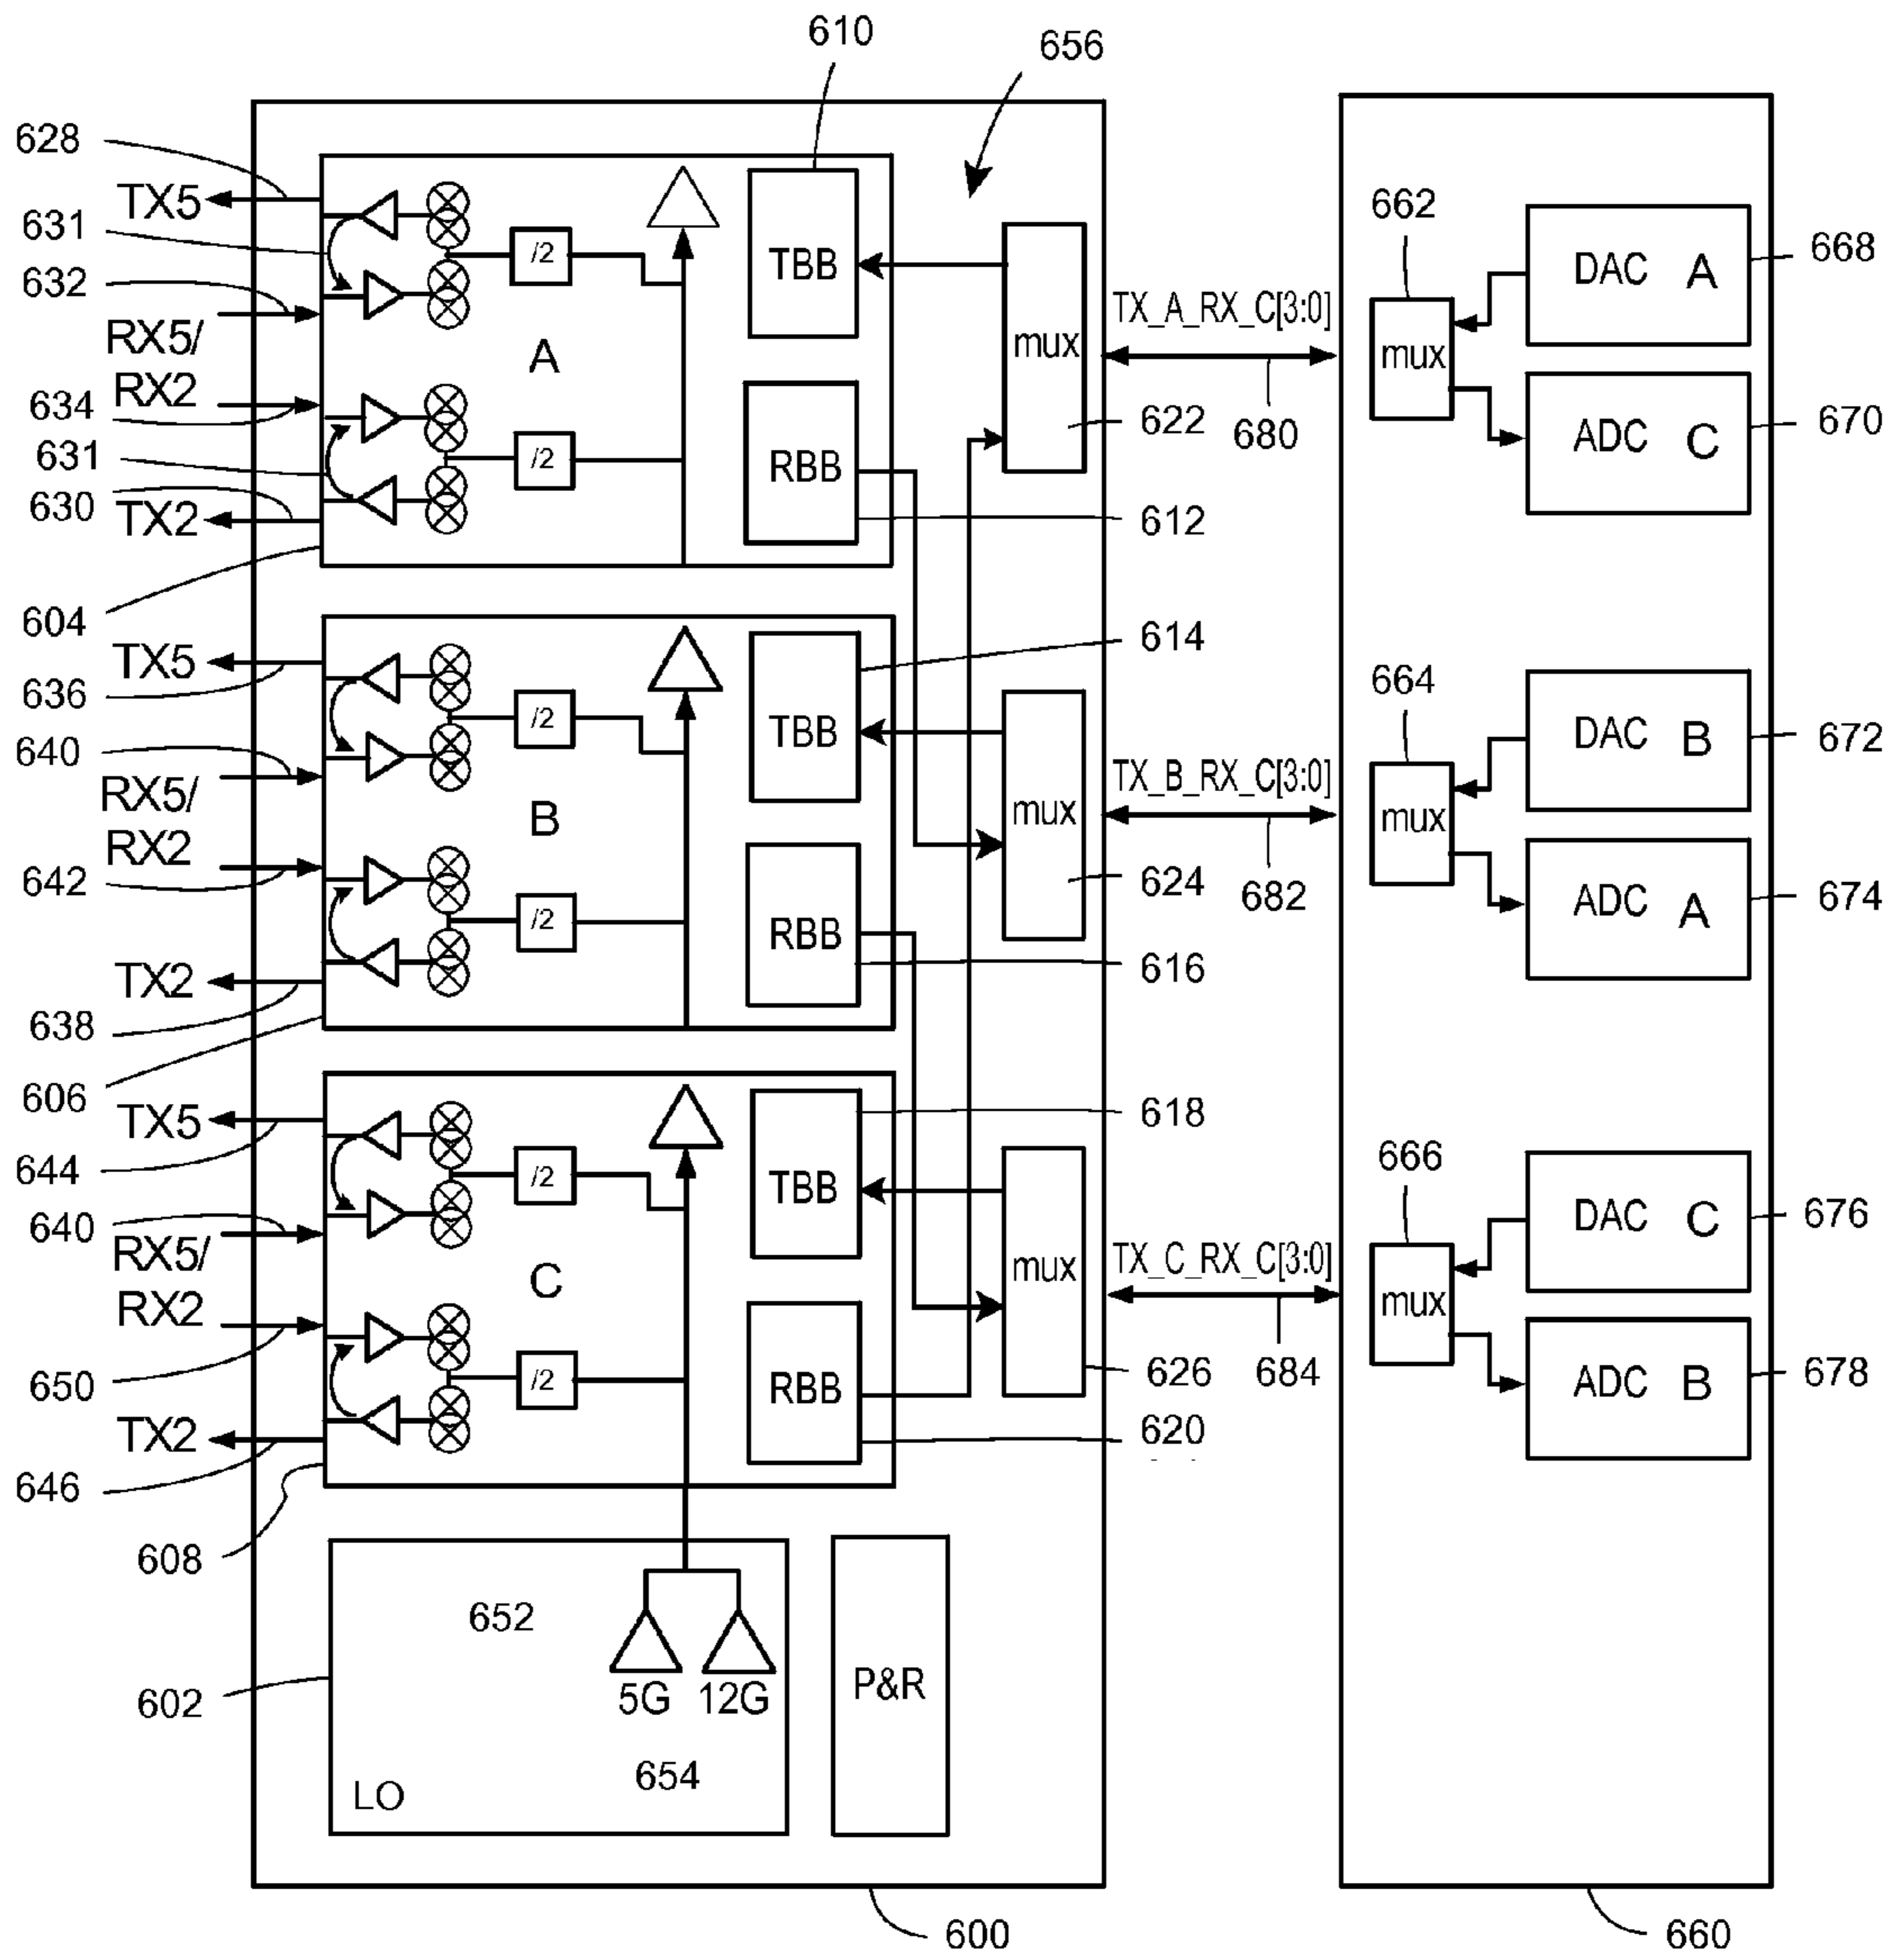 610
656
628
TX5
631
632
RX5/
RX2
634
631
630
TX2
604
/2
A
/2
TBB
RBB
mux
622
612
TX_A_RX_C[3:0]
680
662
mux
DAC A
668
ADC C
670
TX5
636
640
RX5/
RX2
642
TX2
638
606
/2
B
/2
TBB
RBB
614
mux
624
616
TX_B_RX_C[3:0]
682
664
mux
DAC B
672
ADC A
674
TX5
644
640
RX5/
RX2
650
TX2
646
608
/2
C
/2
TBB
RBB
618
mux
626
620
TX_C_RX_C[3:0]
684
666
mux
DAC C
676
ADC B
678
602
652
5G 12G
654
LO
P&R
600
660